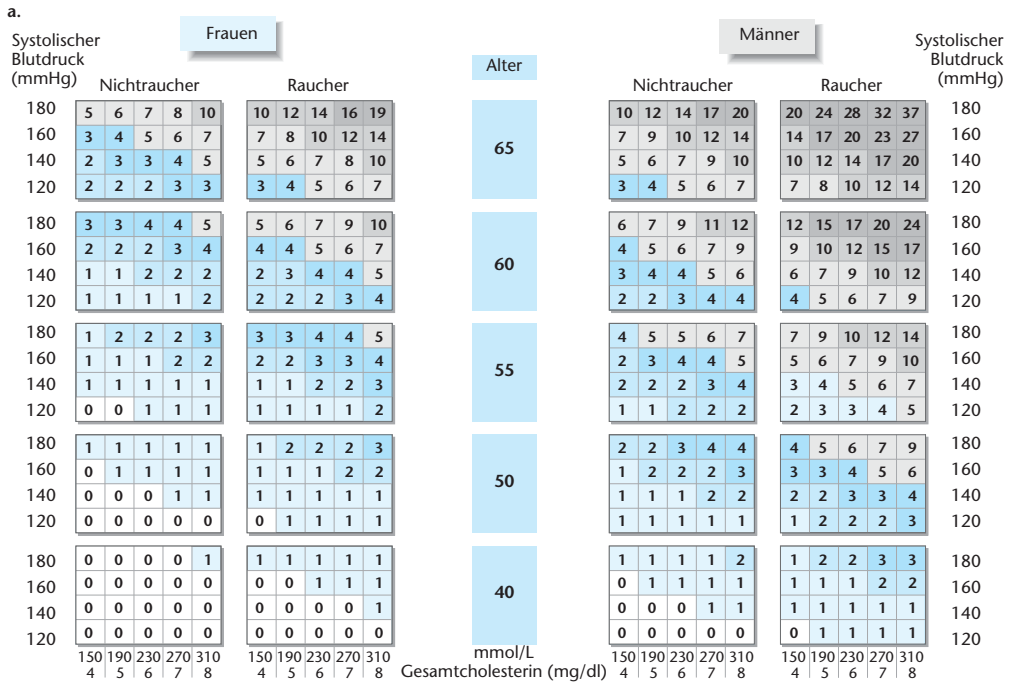 a.
Frauen
Männer
Systolischer
Blutdruck
(mmHg)
Alter
Systolischer
Blutdruck
(mmHg)
Nichtraucher
Raucher
Nichtraucher
Raucher
180 5 6 7 8 10 10 12 14 16 19 10 12 14 17 20 20 24 28 32 37 180
160 3 4 5 6 7 7 8 10 12 14 7 9 10 12 14 14 17 20 23 27 160
65
140 2 3 3 4 5 5 6 7 8 10 5 6 7 9 10 10 12 14 17 20 140
120 2 2 2 3 3 3 4 5 6 7 3 4 5 6 7 7 8 10 12 14 120
180 3 3 4 4 5 5 6 7 9 10 6 7 9 11 12 12 15 17 20 24 180
160 2 2 2 3 4 4 4 5 6 7 4 5 6 7 9 9 10 12 15 17 160
60
140 1 1 2 2 2 2 3 4 4 5 3 4 4 5 6 6 7 9 10 12 140
120 1 1 1 1 2 2 2 2 3 4 2 2 3 4 4 4 5 6 7 9 120
180 1 2 2 2 3 3 3 4 4 5 4 5 5 6 7 7 9 10 12 14 180
160 1 1 1 2 2 2 2 3 3 4 2 3 4 4 5 5 6 7 9 10 160
55
140 1 1 1 1 1 1 1 2 2 3 2 2 2 3 4 3 4 5 6 7 140
120 0 0 1 1 1 1 1 1 1 2 1 1 2 2 2 2 3 3 4 5 120
180 1 1 1 1 1 1 2 2 2 3 2 2 3 4 4 4 5 6 7 9 180
160 0 1 1 1 1 1 1 1 2 2 1 2 2 2 3 3 3 4 5 6 160
50
140 0 0 0 1 1 1 1 1 1 1 1 1 1 2 2 2 2 3 3 4 140
120 0 0 0 0 0 0 1 1 1 1 1 1 1 1 1 1 2 2 2 3 120
180 0 0 0 0 1 1 1 1 1 1 1 1 1 1 2 1 2 2 3 3 180
160 0 0 0 0 0 0 0 1 1 1 0 1 1 1 1 1 1 1 2 2 160
40
140 0 0 0 0 0 0 0 0 0 1 0 0 0 1 1 1 1 1 1 1 140
120 0 0 0 0 0 0 0 0 0 0 0 0 0 0 0 0 1 1 1 1 120
150 190 230 270 310 150 190 230 270 310 mmol/L 150 190 230 270 310 150 190 230 270 310
4 5 6 7 8 4 5 6 7 8 Gesamtcholesterin (mg/dl) 4 5 6 7 8 4 5 6 7 8